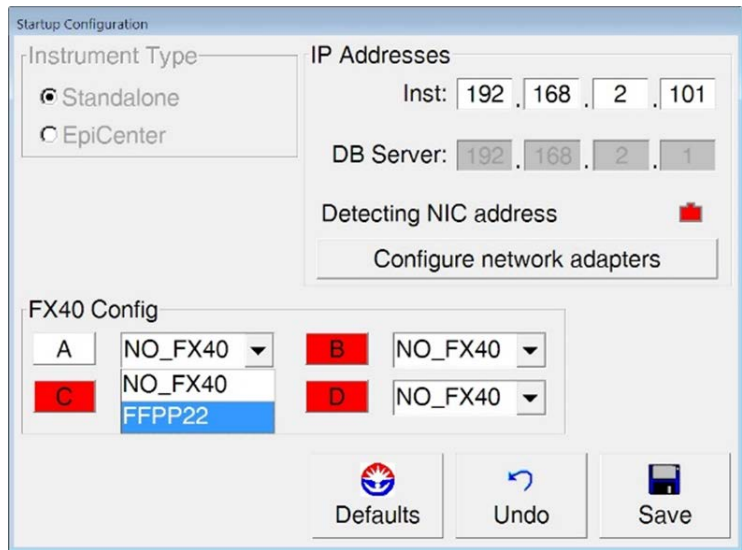 Startup Configuration
Instrument Type
Standalone
EpiCenter
IP Addresses
Inst: 192 . 168 . 2 . 101
DB Server: 192 . 168 . 2 . 1
Detecting NIC address
Configure network adapters
FX40 Config
A NO_FX40 B NO_FX40
NO_FX40
C FFPP22 D NO_FX40
Defaults Undo Save